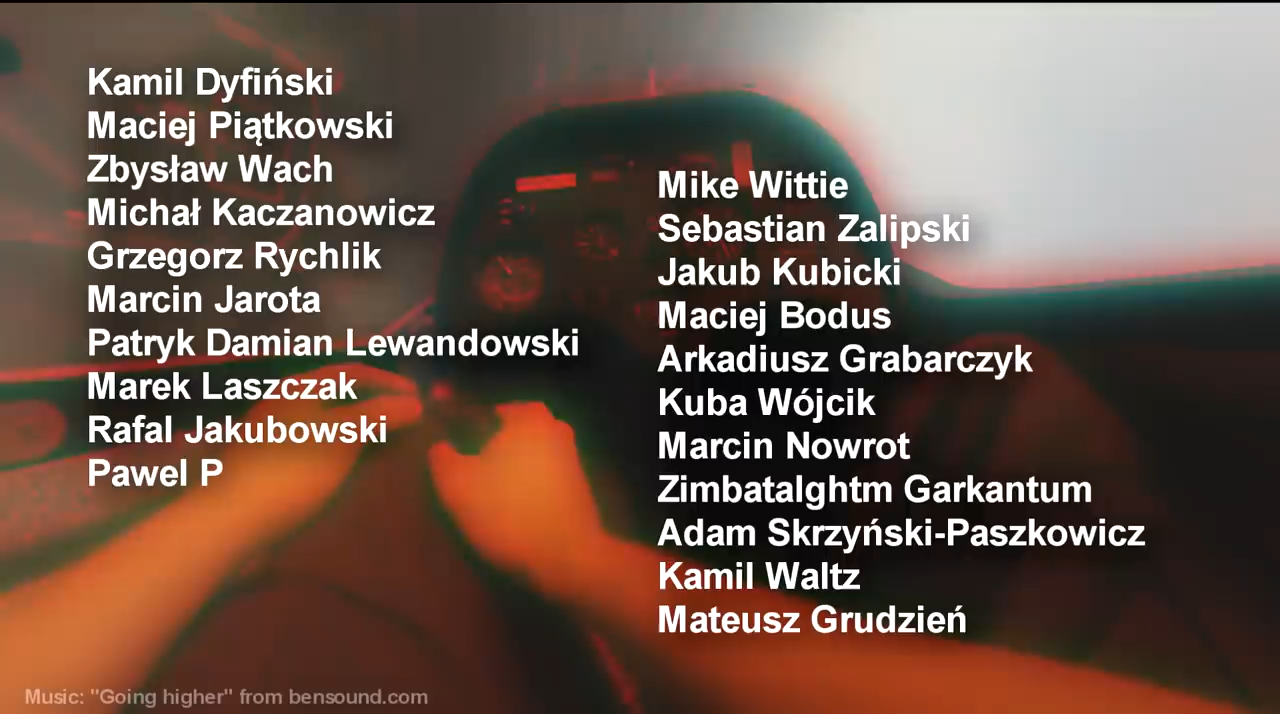 Kamil Dyfiński
Maciej Piątkowski
Zbysław Wach
Michał Kaczanowicz
Grzegorz Rychlik
Marcin Jarota
Patryk Damian Lewandowski
Marek Laszczak
Rafal Jakubowski
Pawel P
Mike Wittie
Sebastian Zalipski
Jakub Kubicki
Maciej Bodus
Arkadiusz Grabarczyk
Kuba Wójcik
Marcin Nowrot
Zimbatalghtm Garkantum
Adam Skrzyński-Paszkowicz
Kamil Waltz
Mateusz Grudzień
Music: "Going higher" from bensound.com